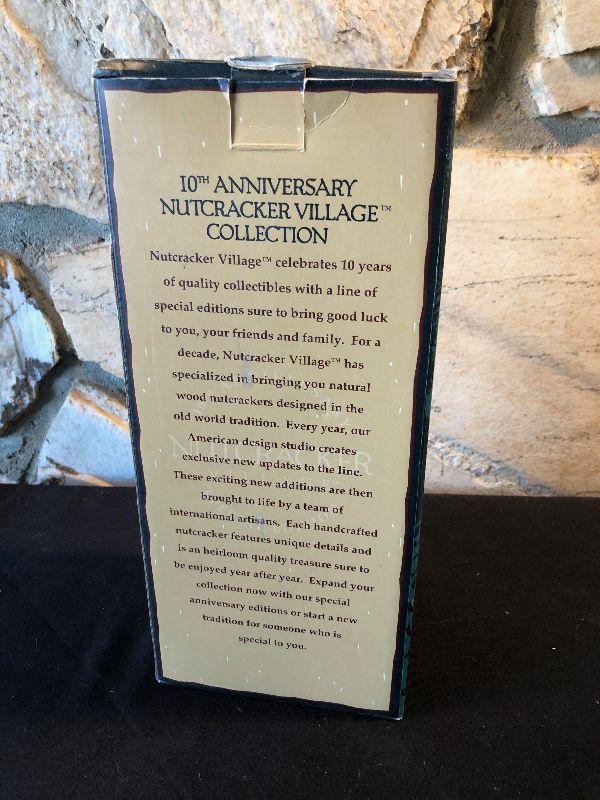 10TH ANNIVERSARY
NUTCRACKER VILLAGE™
COLLECTION
Nutcracker Village™ celebrates 10 years
of quality collectibles with a line of
special editions sure to bring good luck
to you, your friends and family. For a
decade, Nutcracker Village™ has
specialized in bringing you natural
wood nutcrackers designed in the
old world tradition. Every year, our
American design studio creates
exclusive new updates to the line.
NUTCRACKER
These exciting new additions are then
brought to life by a team of
international artisans. Each handcrafted
nutcracker features unique details and
is an heirloom quality treasure sure to
be enjoyed year after year. Expand your
collection now with our special
anniversary editions or start a new
tradition for someone who is
special to you.